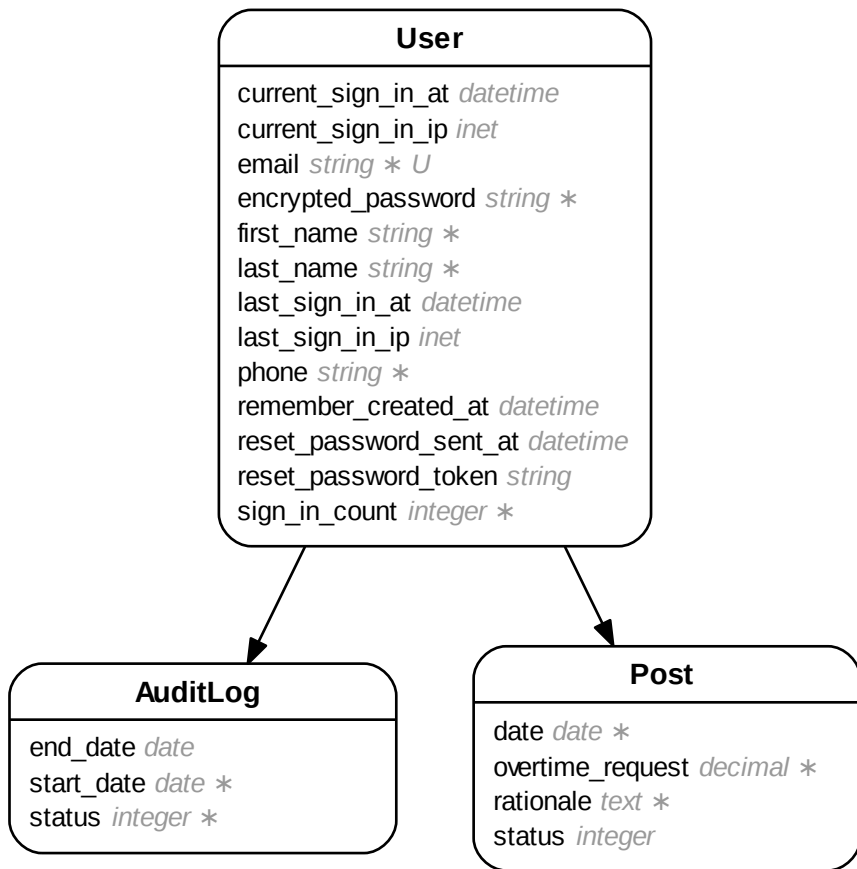 User
current_sign_in_at datetime
current_sign_in_ip inet
email string ∗ U
encrypted_password string ∗
first_name string ∗
last_name string ∗
last_sign_in_at datetime
last_sign_in_ip inet
phone string ∗
remember_created_at datetime
reset_password_sent_at datetime
reset_password_token string
sign_in_count integer ∗
AuditLog
end_date date
start_date date ∗
status integer ∗
Post
date date ∗
overtime_request decimal ∗
rationale text ∗
status integer